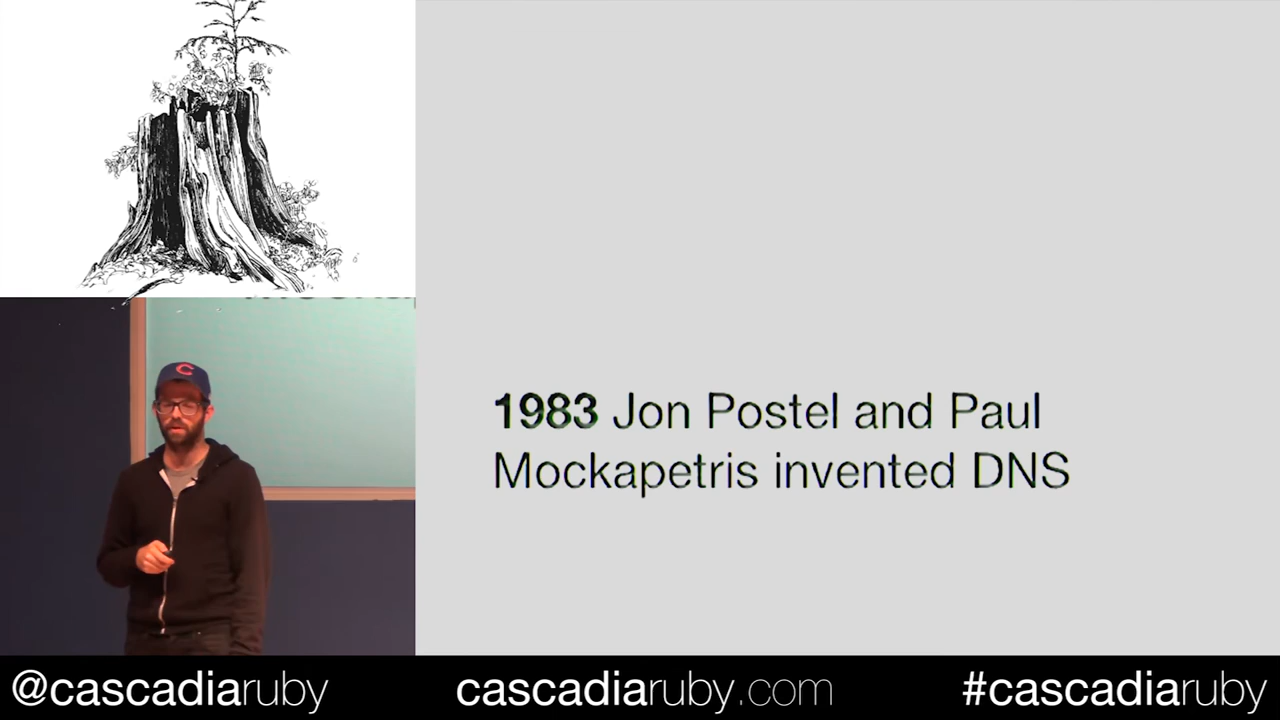 C
1983 Jon Postel and Paul
Mockapetris invented DNS
@cascadiaruby
cascadiaruby.com
#cascadiaruby